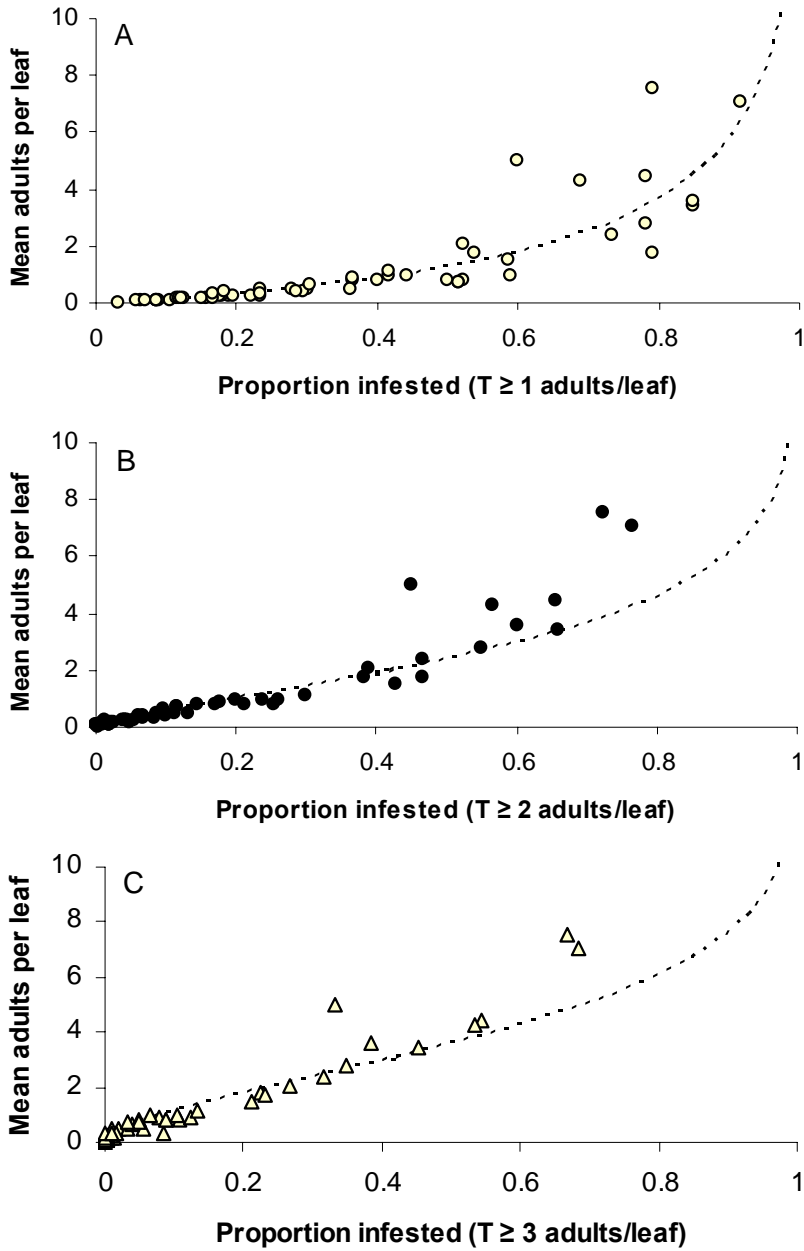 A
Mean adults per leaf
10
8
6
4
2
0
0 0.2 0.4 0.6 0.8 1
Proportion infested (T ≥ 1 adults/leaf)
B
Mean adults per leaf
10
8
6
4
2
0
0 0.2 0.4 0.6 0.8 1
Proportion infested (T ≥ 2 adults/leaf)
C
Mean adults per leaf
10
8
6
4
2
0
0 0.2 0.4 0.6 0.8 1
Proportion infested (T ≥ 3 adults/leaf)